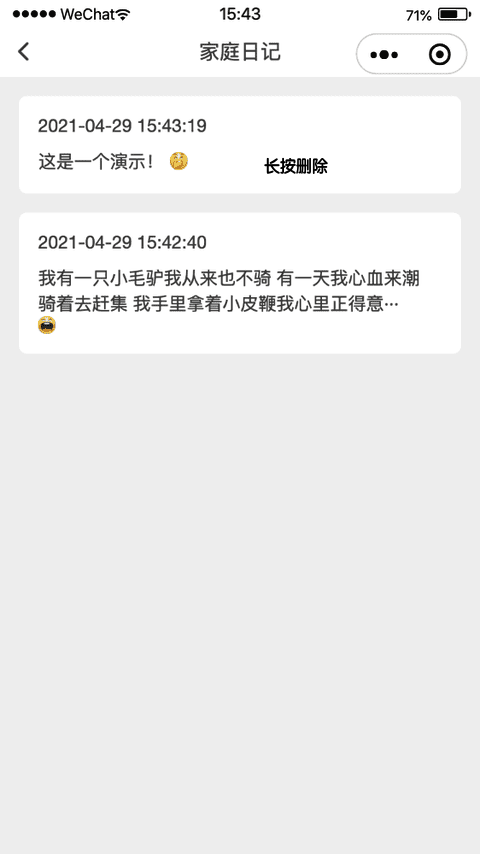 WeChat 15:43 71%
家庭日记
2021-04-29 15:43:19
这是一个演示！🤔
长按删除
2021-04-29 15:42:40
我有一只小毛驴我从来也不骑 有一天我心血来潮
骑着去赶集 我手里拿着小皮鞭我心里正得意…
😭